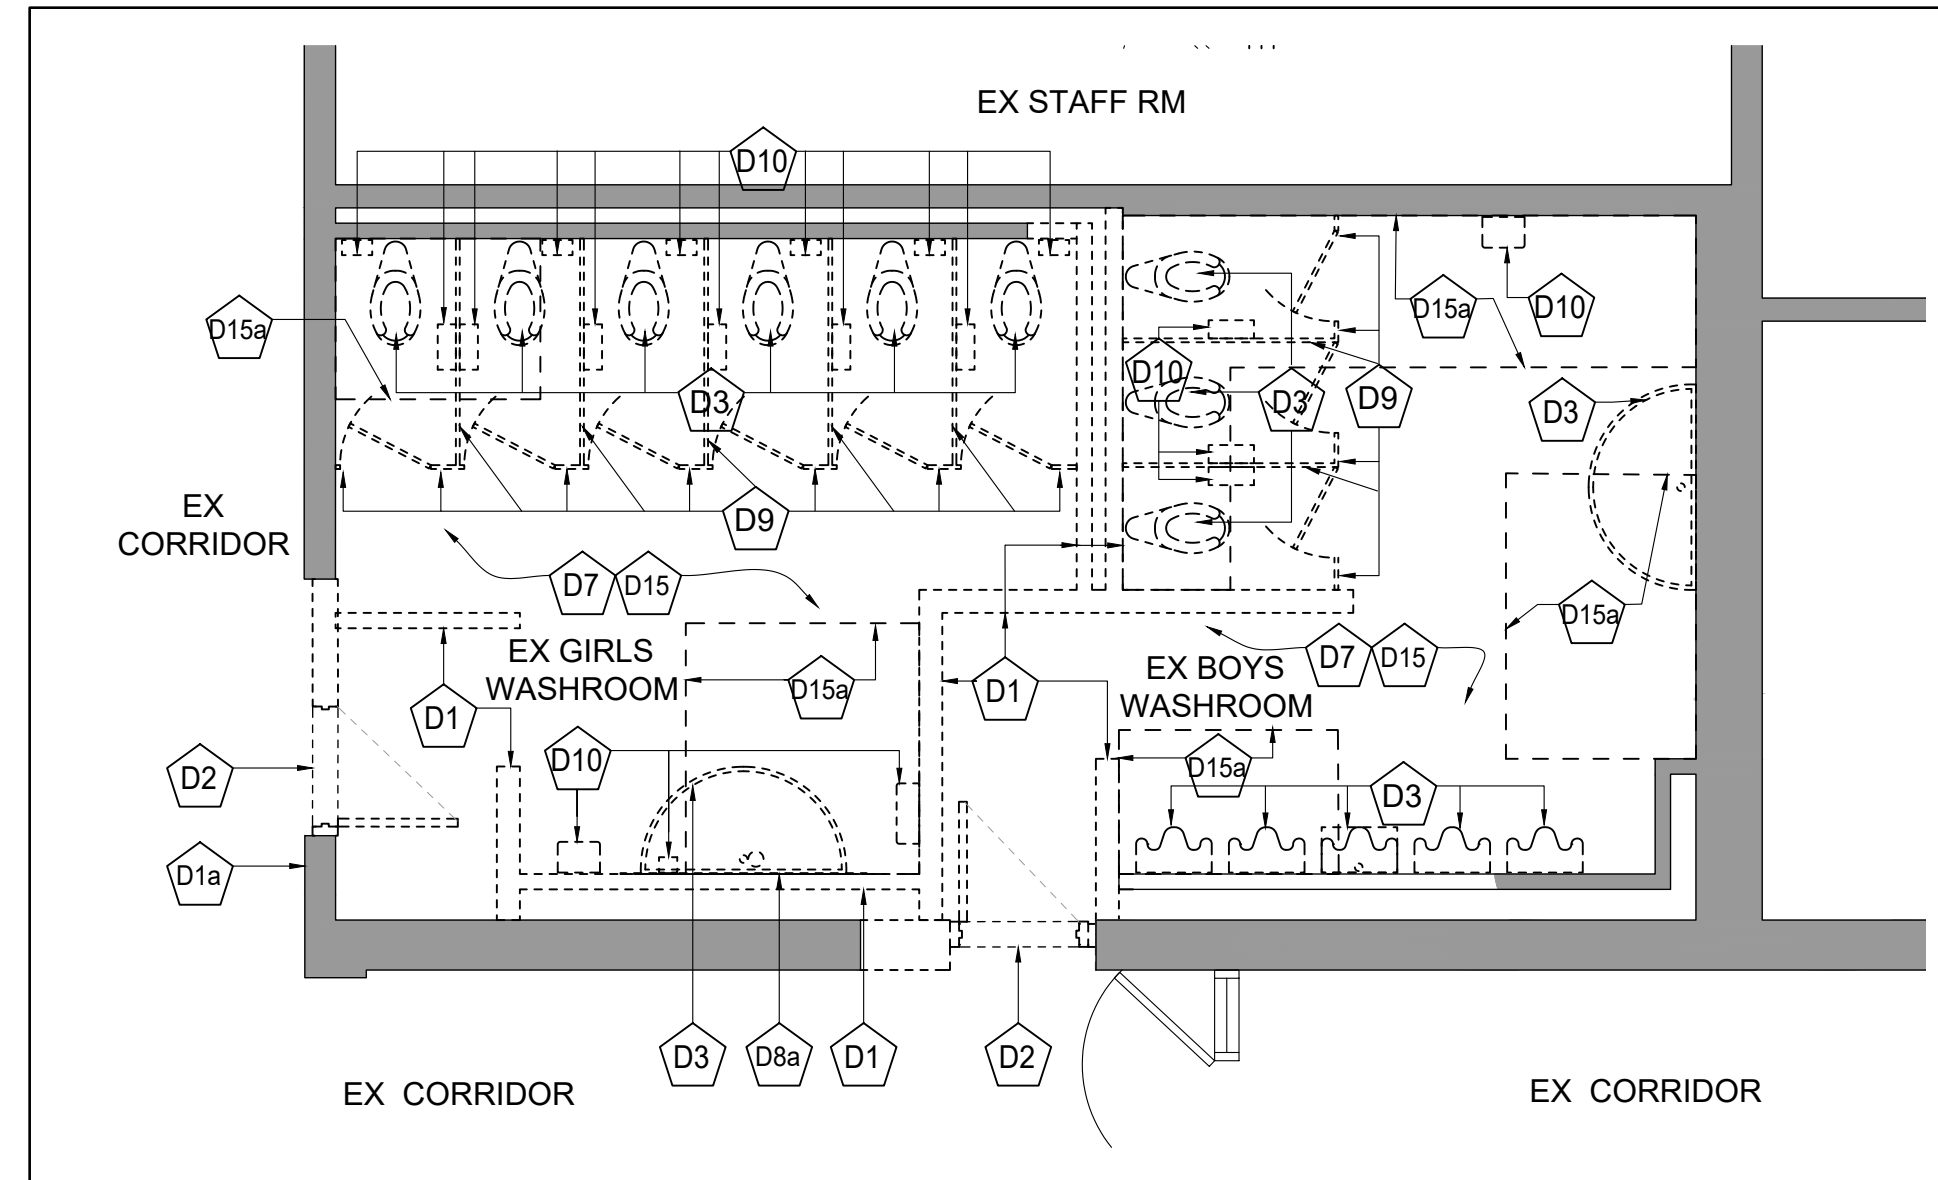 EX STAFF RM
D10
D15a
D15a
D10
D10
D3
D3
D9
D3
D9
EX
CORRIDOR
D7
D15
D15a
EX GIRLS
WASHROOM
D7
D15
EX BOYS
WASHROOM
D15a
D1
D1
D10
D2
D15a
D3
D1a
D3
D8a
D1
D2
EX CORRIDOR
EX CORRIDOR